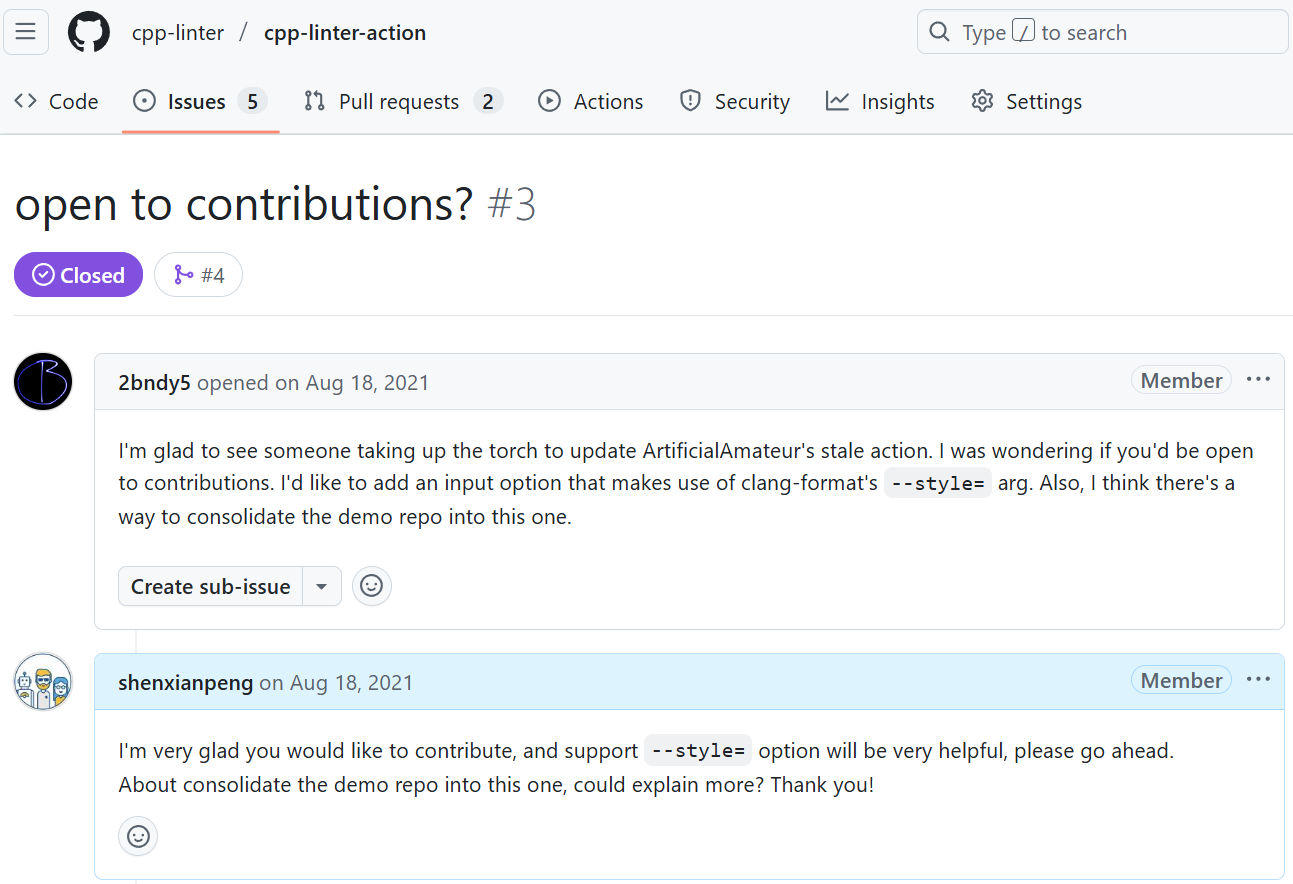 cpp-linter / cpp-linter-action
Type / to search
Code Issues 5 Pull requests 2 Actions Security Insights Settings
open to contributions? #3
Closed #4
2bndy5 opened on Aug 18, 2021 Member
I'm glad to see someone taking up the torch to update ArtificialAmateur's stale action. I was wondering if you'd be open
to contributions. I'd like to add an input option that makes use of clang-format's --style= arg. Also, I think there's a
way to consolidate the demo repo into this one.
Create sub-issue
shenxianpeng on Aug 18, 2021 Member
I'm very glad you would like to contribute, and support --style= option will be very helpful, please go ahead.
About consolidate the demo repo into this one, could explain more? Thank you!